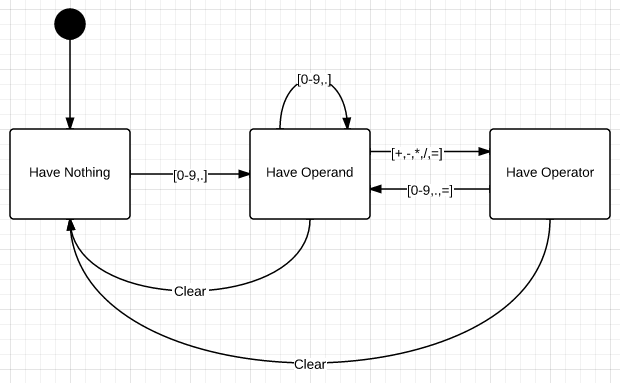 [0-9,.]
[+,-,*,/,=]
Have Nothing
Have Operand
Have Operator
[0-9,.]
[0-9,.,=]
Clear
Clear